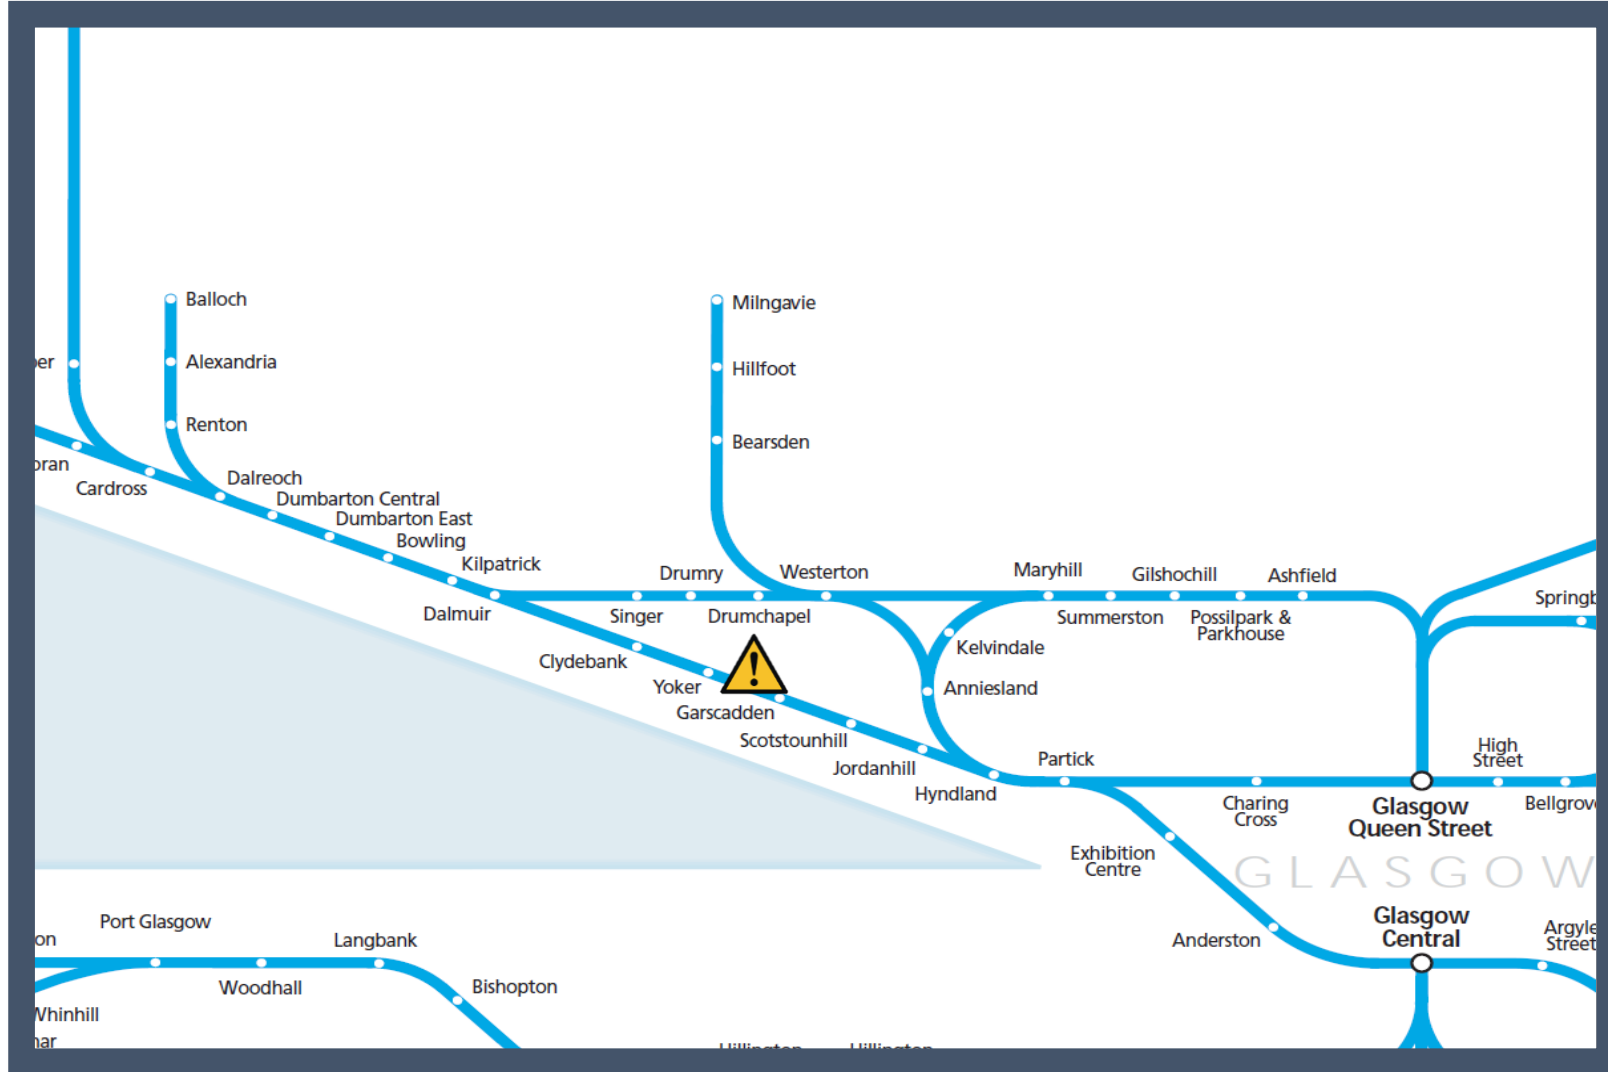 Balloch
Milngavie
Alexandria
Hillfoot
Renton
Bearsden
Cardross
Dalreoch
Dumbarton Central
Dumbarton East
Bowling
Kilpatrick
Dalmuir
Drumry
Westerton
Maryhill
Gilshochill
Ashfield
Singer
Drumchapel
Summerston
Possilpark &
Parkhouse
Clydebank
Kelvindale
Yoker
!
Anniesland
Garscadden
Scotstounhill
Jordanhill
Hyndland
Partick
High
Street
Charing
Cross
Glasgow
Queen Street
Exhibition
Centre
GLASGOW
Port Glasgow
Langbank
Anderston
Glasgow
Central
Argyle
Street
Woodhall
Bishopton
Whinhill